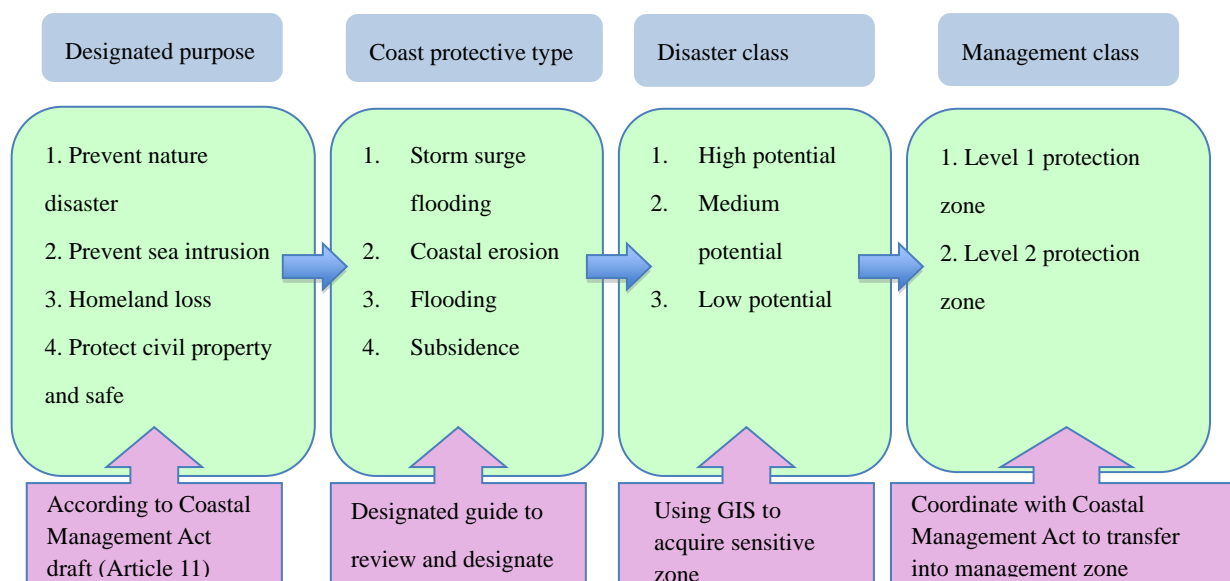 Designated purpose
Coast protective type
Disaster class
Management class
1. Prevent nature
disaster
2. Prevent sea intrusion
3. Homeland loss
4. Protect civil property
and safe
1. Storm surge
flooding
2. Coastal erosion
3. Flooding
4. Subsidence
1. High potential
2. Medium
potential
3. Low potential
1. Level 1 protection
zone
2. Level 2 protection
zone
According to Coastal
Management Act
draft (Article 11)
Designated guide to
review and designate
Using GIS to
acquire sensitive
zone
Coordinate with Coastal
Management Act to transfer
into management zone